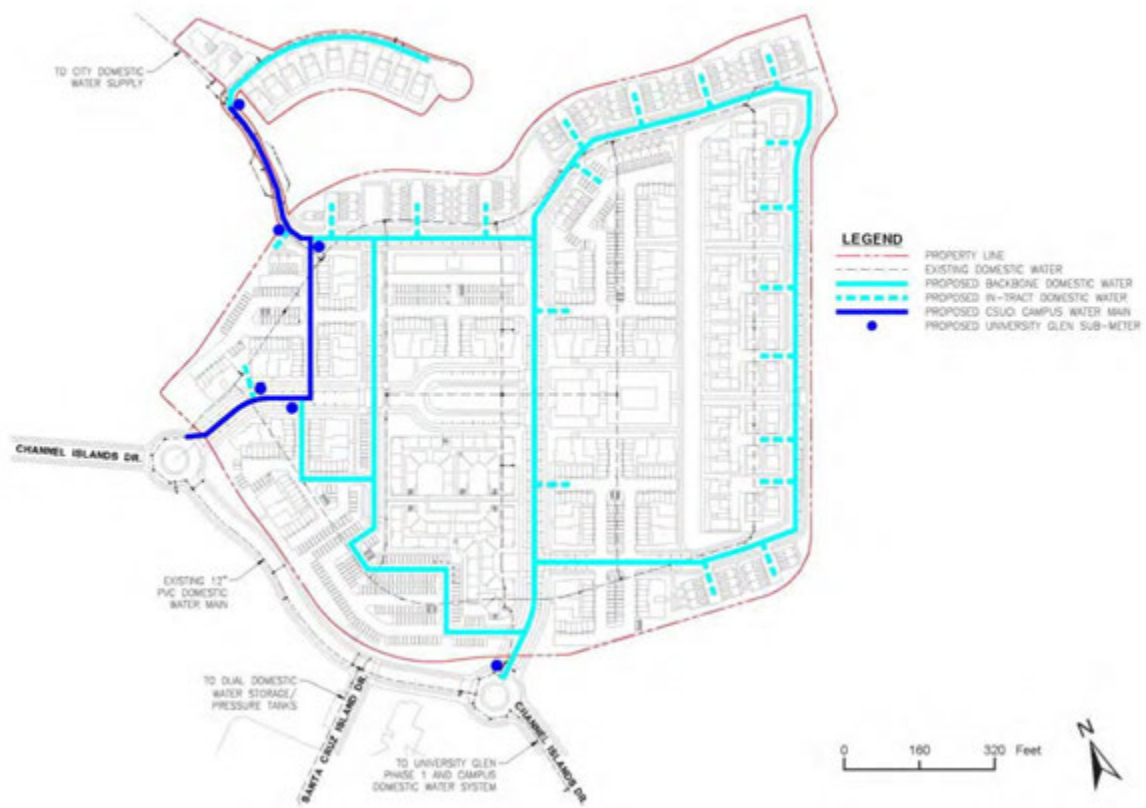 TO CITY DOMESTIC
WATER SUPPLY
LEGEND
PROPERTY LINE
EXISTING DOMESTIC WATER
PROPOSED BACKBONE DOMESTIC WATER
PROPOSED IN-TRACT DOMESTIC WATER
PROPOSED CSUCI CAMPUS WATER MAIN
PROPOSED UNIVERSITY GLEN SUB-METER
CHANNEL ISLANDS DR.
EXISTING 12"
PVC DOMESTIC
WATER MAIN
TO DUAL DOMESTIC
WATER STORAGE/
PRESSURE TANKS
SANTA CRUZ ISLAND DR.
CHANNEL ISLANDS DR.
TO UNIVERSITY GLEN
PHASE 1 AND CAMPUS
DOMESTIC WATER SYSTEM
0 160 320 Feet
N